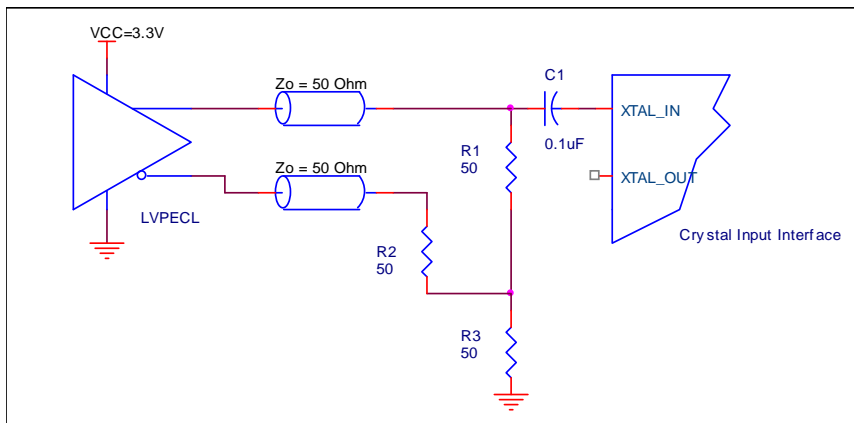 VCC=3.3V
Zo = 50 Ohm
C1
XTAL_IN
R1
50
0.1uF
Zo = 50 Ohm
XTAL_OUT
LVPECL
Crystal Input Interface
R2
50
R3
50